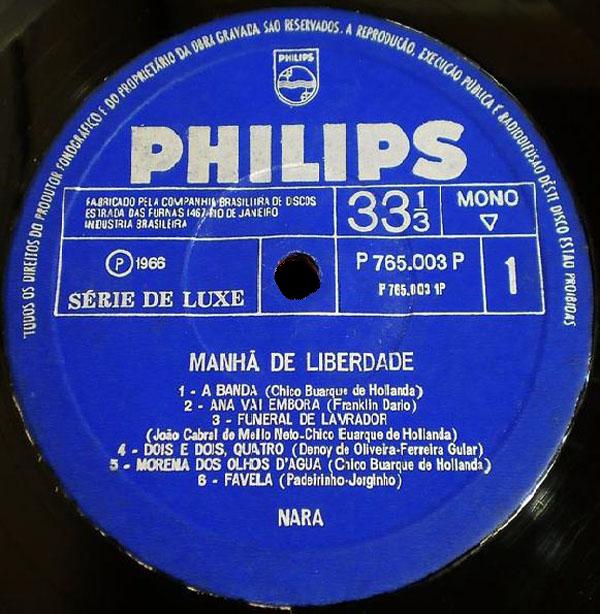 TODOS OS DIREITOS DO PRODUTOR FONOGRÁFICO E DO PROPRIETÁRIO DA OBRA GRAVADA SÃO RESERVADOS. A REPRODUÇÃO, EXECUÇÃO PÚBLICA E RADIODIFUSÃO DESTE DISCO ESTÃO PROIBIDAS
PHILIPS
PHILIPS
FABRICADO PELA COMPANHIA BRASILEIRA DE DISCOS
ESTRADA DAS FURNAS 1462-RIO DE JANEIRO
INDUSTRIA BRASILEIRA
33 1/3
MONO
Ⓟ 1966
P 765.003 P
P 765.003 1P
1
SÉRIE DE LUXE
MANHÃ DE LIBERDADE
1 - A BANDA (Chico Buarque de Hollanda)
2 - ANA VAI EMBORA (Franklin Dario)
3 - FUNERAL DE LAVRADOR
(João Cabral de Mello Neto-Chico Buarque de Hollanda)
4 - DOIS E DOIS, QUATRO (Denoy de Oliveira-Ferreira Gular)
5 - MORENA DOS OLHOS D'AGUA (Chico Buarque de Hollanda)
6 - FAVELA (Padeirinho-Jorginho)
NARA